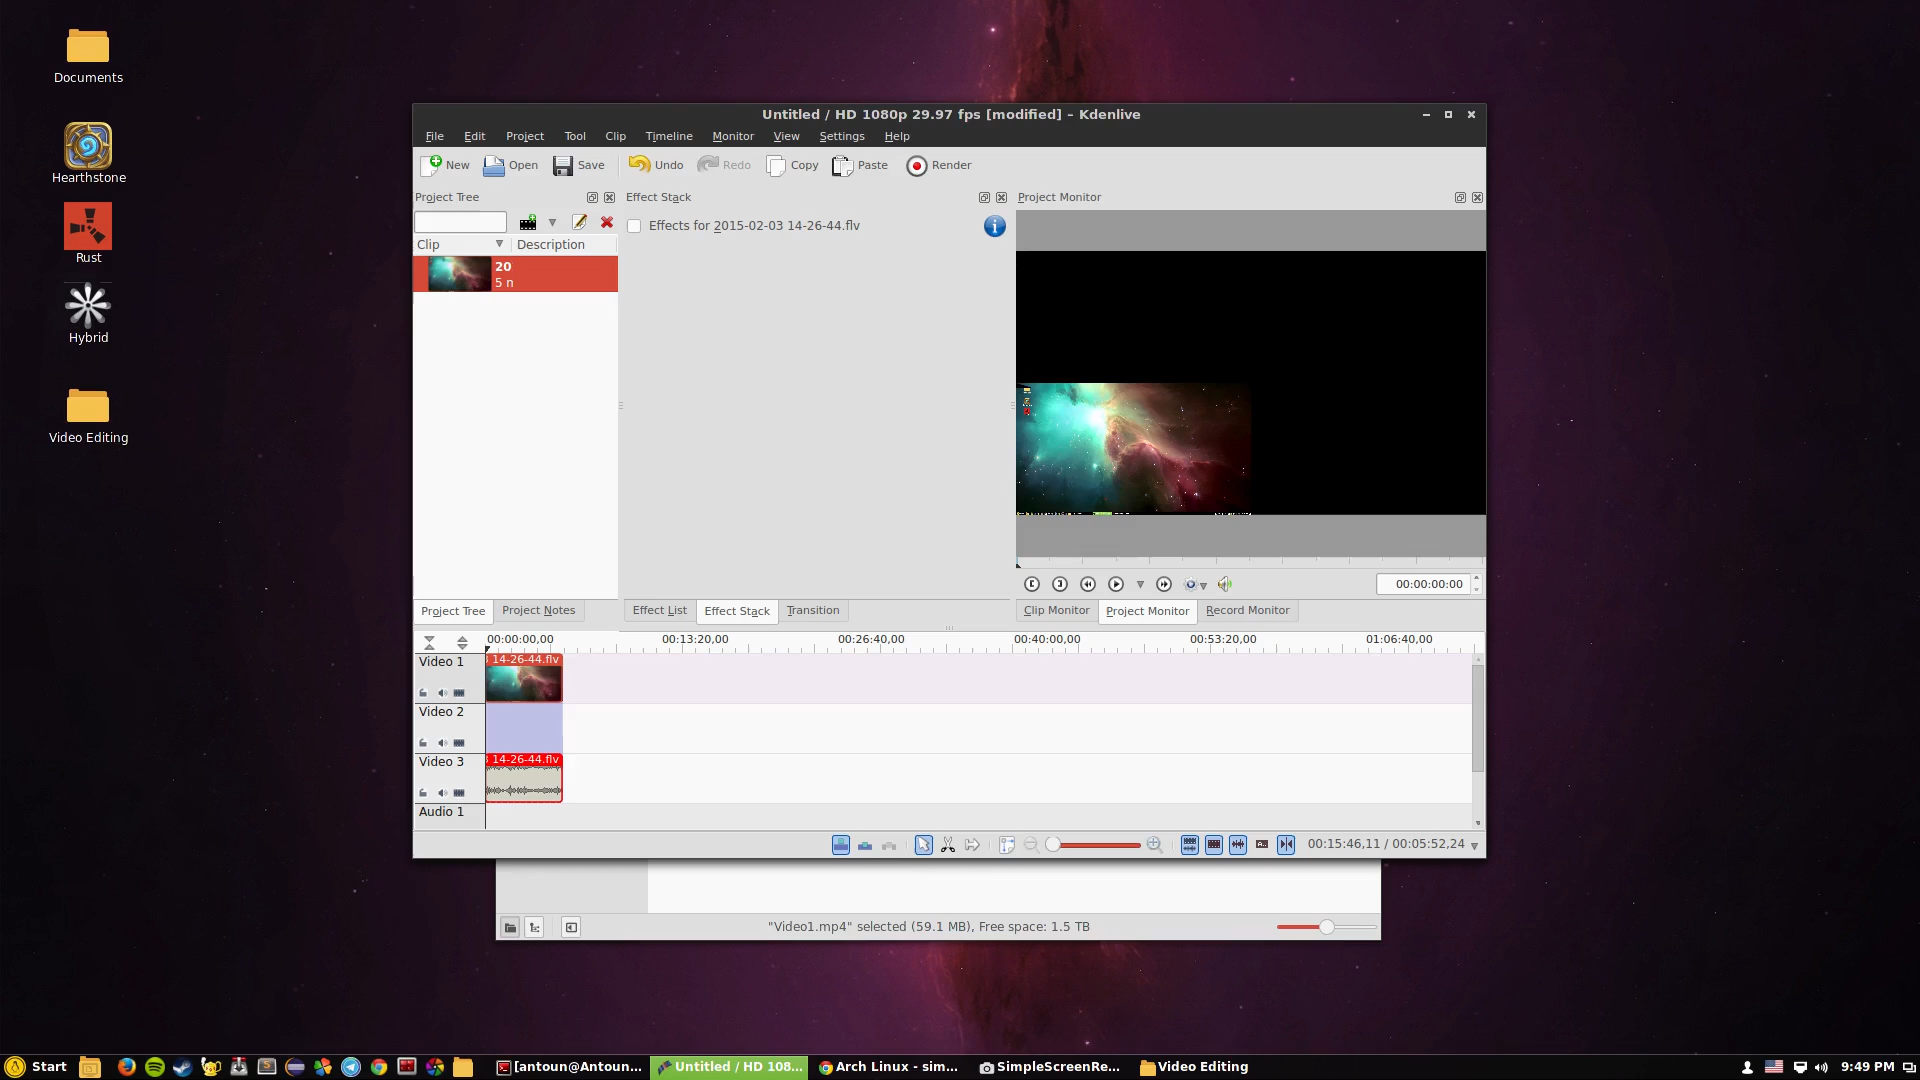 Documents
Hearthstone
Rust
Hybrid
Video Editing
Untitled / HD 1080p 29.97 fps [modified] – Kdenlive
File Edit Project Tool Clip Timeline Monitor View Settings Help
New Open Save Undo Redo Copy Paste Render
Project Tree
Effect Stack
Project Monitor
Effects for 2015-02-03 14-26-44.flv
Clip Description
20
5 n
00:00:00:00
Project Tree Project Notes
Effect List Effect Stack Transition
Clip Monitor Project Monitor Record Monitor
00:00:00,00 00:13:20,00 00:26:40,00 00:40:00,00 00:53:20,00 01:06:40,00
Video 1
14-26-44.flv
Video 2
Video 3
14-26-44.flv
Audio 1
00:15:46,11 / 00:05:52,24
"Video1.mp4" selected (59.1 MB), Free space: 1.5 TB
Start
[antoun@Antoun...
Untitled / HD 108...
Arch Linux - sim...
SimpleScreenRe...
Video Editing
9:49 PM